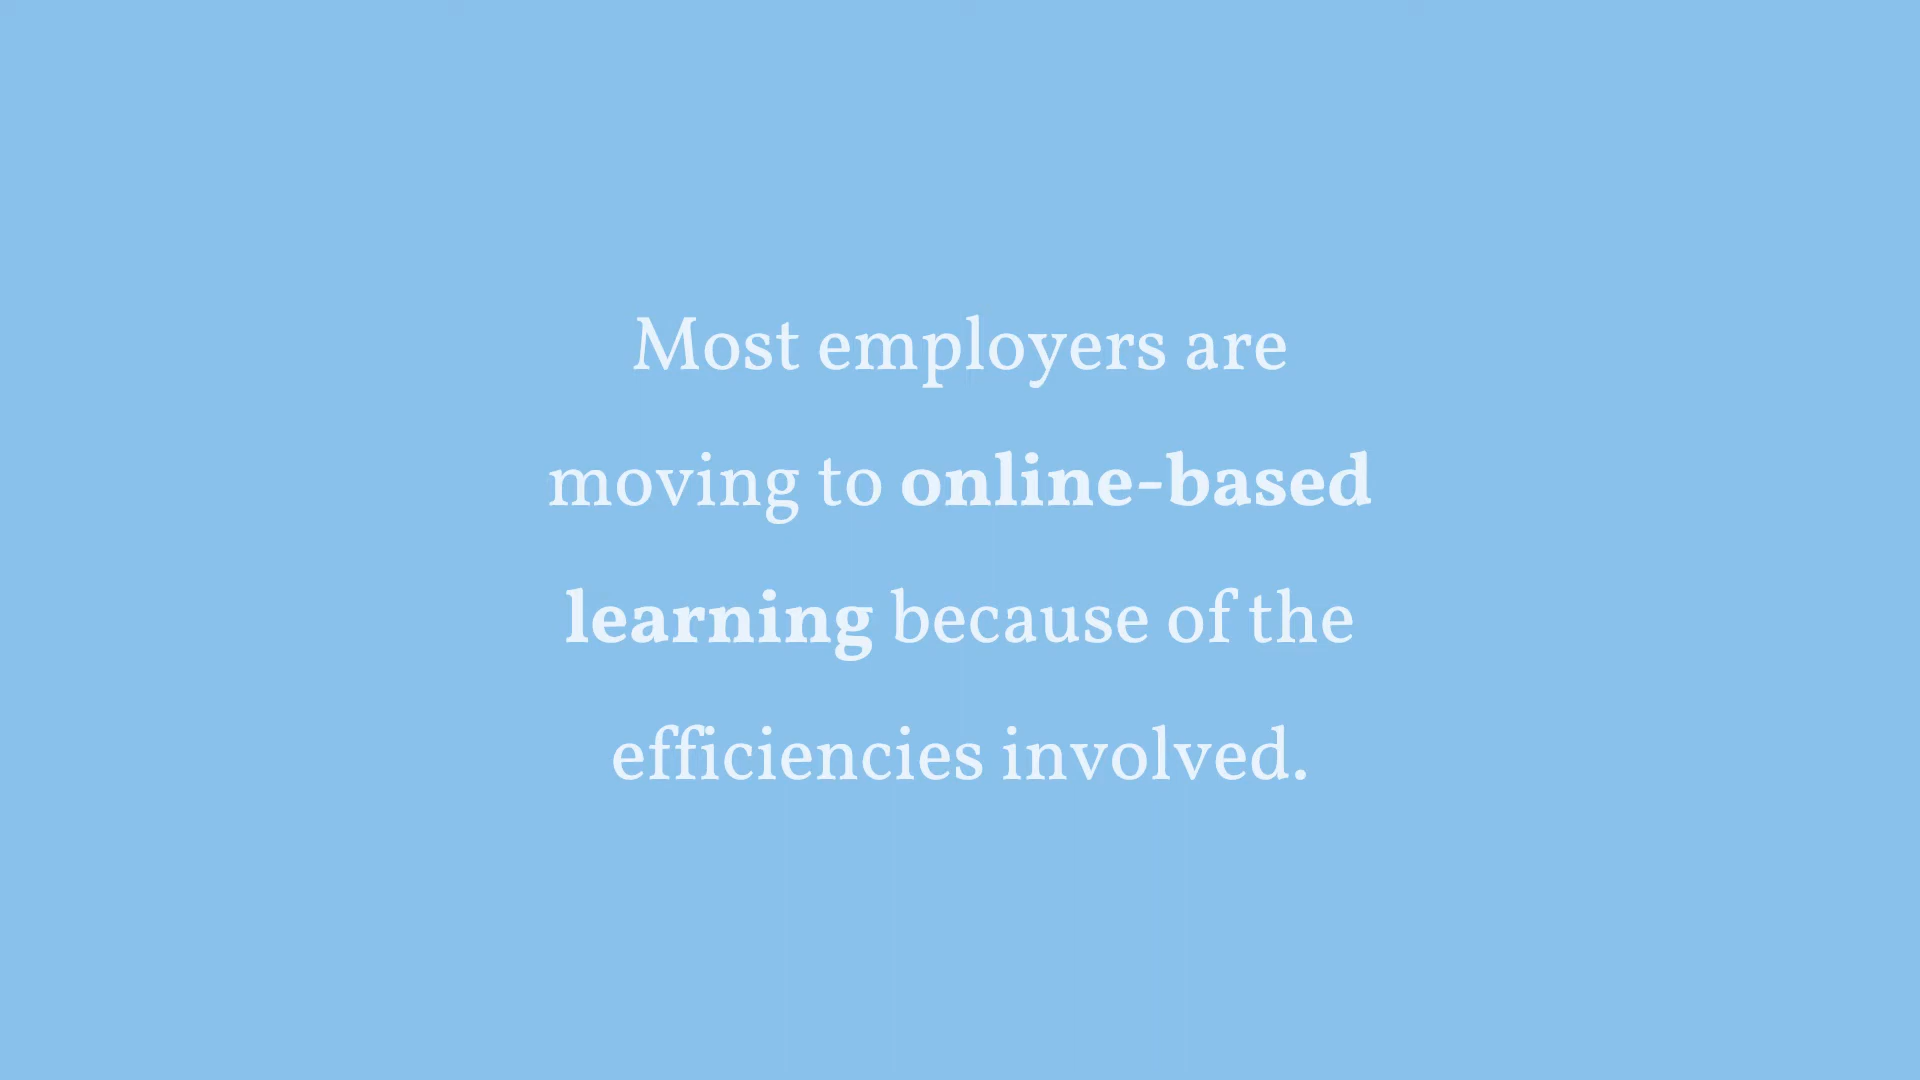 Most employers are
moving to online-based
learning because of the
efficiencies involved.